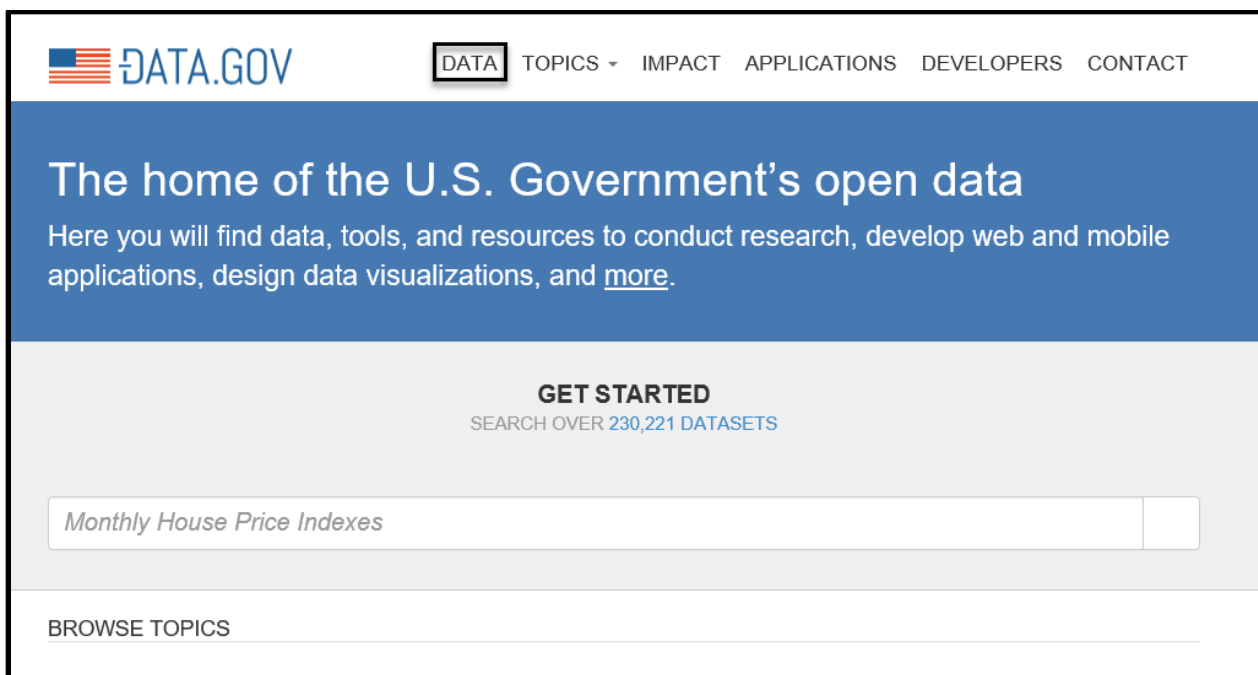 DATA.GOV
DATA TOPICS IMPACT APPLICATIONS DEVELOPERS CONTACT
The home of the U.S. Government’s open data
Here you will find data, tools, and resources to conduct research, develop web and mobile
applications, design data visualizations, and more.
GET STARTED
SEARCH OVER 230,221 DATASETS
Monthly House Price Indexes
BROWSE TOPICS